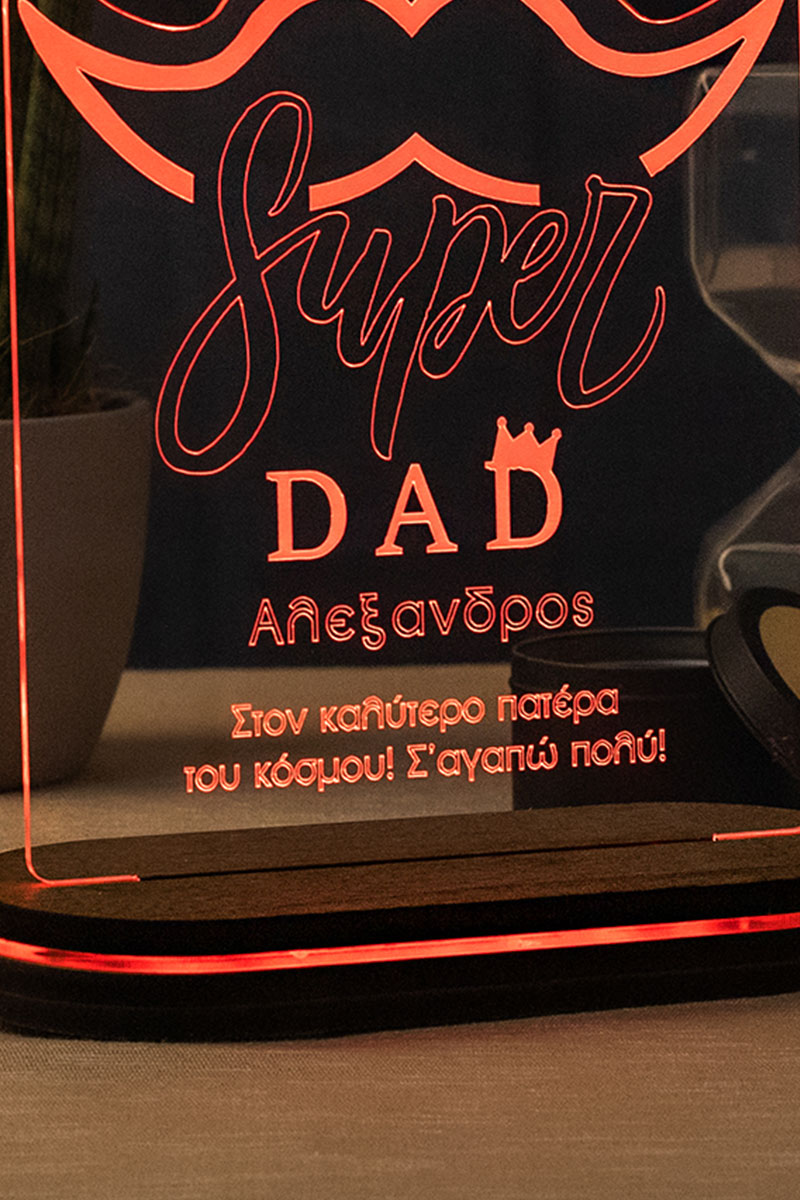 Super
DAD
Αλεξανδρος
Στον καλύτερο πατέρα
του κόσμου! Σ'αγαπώ πολύ!